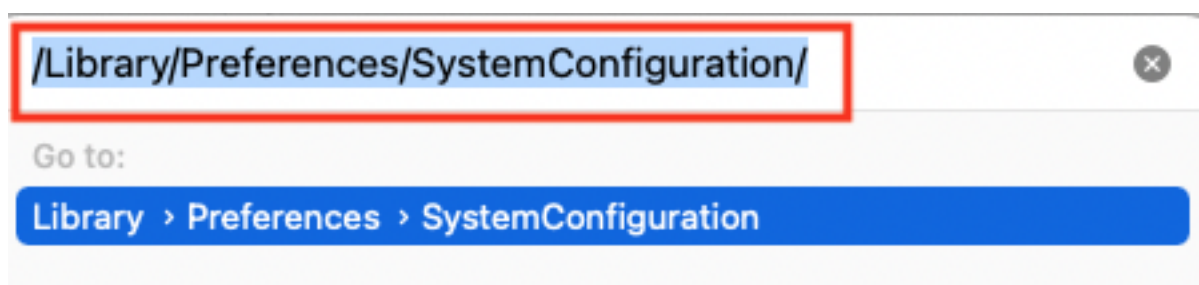 /Library/Preferences/SystemConfiguration/
Go to:
Library › Preferences › SystemConfiguration